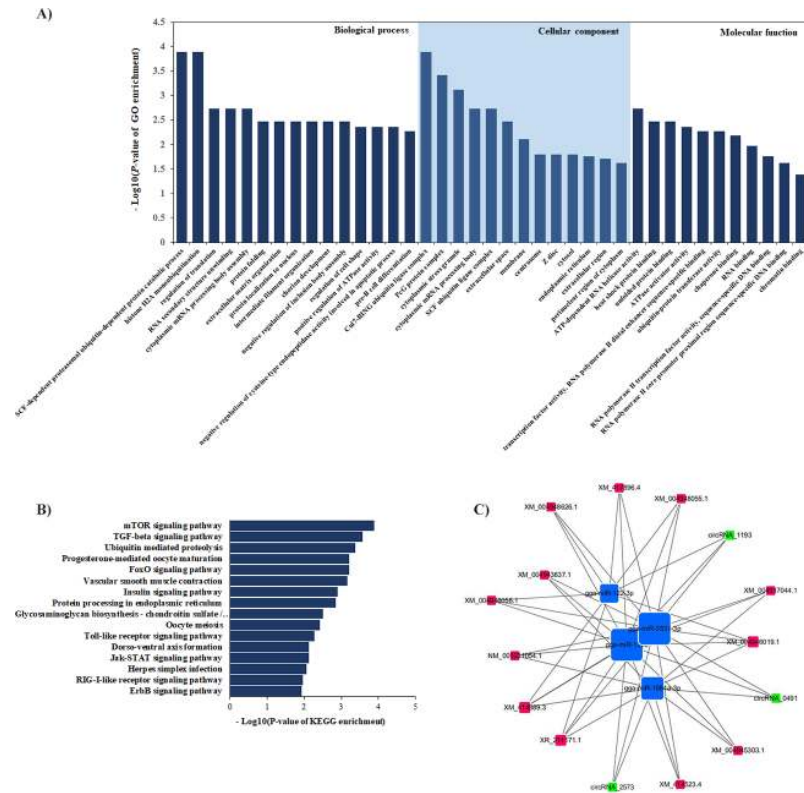 A)
Biological process
Cellular component
Molecular function
- Log10(P-value of GO enrichment)
4.5
4
3.5
3
2.5
2
1.5
1
0.5
0
SCF-dependent proteasomal ubiquitin-dependent protein catabolic process
histone H2A monoubiquitination
regulation of translation
RNA secondary structure unwinding
cytoplasmic mRNA processing body assembly
protein folding
extracellular matrix organization
protein localization to nucleus
intermediate filament organization
chorion development
negative regulation of inclusion body assembly
regulation of cell shape
positive regulation of ATPase activity
negative regulation of cysteine-type endopeptidase activity involved in apoptotic process
pre-B cell differentiation
Cul7-RING ubiquitin ligase complex
PcG protein complex
cytoplasmic stress granule
cytoplasmic mRNA processing body
SCF ubiquitin ligase complex
extracellular space
membrane
centrosome
Z disc
cytosol
endoplasmic reticulum
extracellular region
perinuclear region of cytoplasm
ATP-dependent RNA helicase activity
heat shock protein binding
unfolded protein binding
ATPase activator activity
transcription factor activity, RNA polymerase II distal enhancer sequence-specific binding
ubiquitin-protein transferase activity
chaperone binding
RNA binding
RNA polymerase II transcription factor activity, sequence-specific DNA binding
RNA polymerase II core promoter proximal region sequence-specific DNA binding
chromatin binding
B)
mTOR signaling pathway
TGF-beta signaling pathway
Ubiquitin mediated proteolysis
Progesterone-mediated oocyte maturation
FoxO signaling pathway
Vascular smooth muscle contraction
Insulin signaling pathway
Protein processing in endoplasmic reticulum
Glycosaminoglycan biosynthesis - chondroitin sulfate /...
Oocyte meiosis
Toll-like receptor signaling pathway
Dorso-ventral axis formation
Jak-STAT signaling pathway
Herpes simplex infection
RIG-I-like receptor signaling pathway
ErbB signaling pathway
0 1 2 3 4 5
- Log10(P-value of KEGG enrichment)
C)
XM_004948055.1
circRNA_1193
circRNA_0491
XM_004945303.1
circRNA_2573